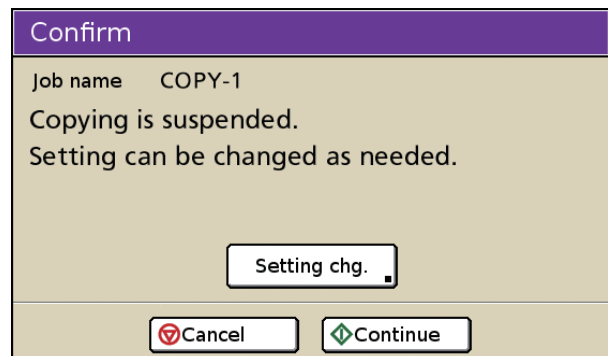 Confirm
Job name COPY-1
Copying is suspended.
Setting can be changed as needed.
Setting chg.
Cancel Continue